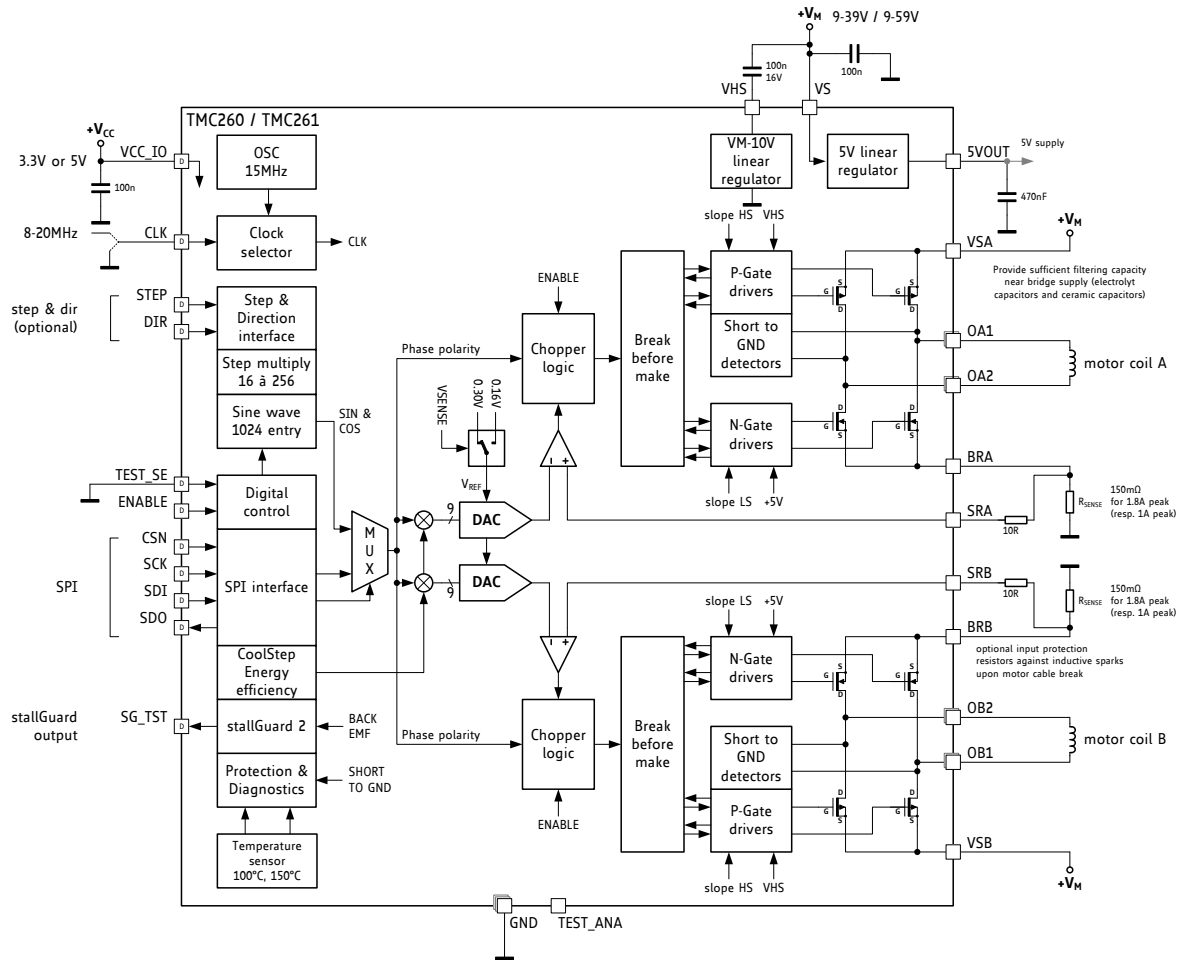 +VM
9-39V / 9-59V
100n
16V
100n
VHS
VS
TMC260 / TMC261
+VCC
VCC_IO
3.3V or 5V
100n
OSC
15MHz
VM-10V
linear
regulator
5V linear
regulator
5VOUT
5V supply
470nF
slope HS
VHS
+VM
8-20MHz
CLK
D
D
Clock
selector
CLK
VSA
Provide sufficient filtering capacity
near bridge supply (electrolyt
capacitors and ceramic capacitors)
ENABLE
P-Gate
drivers
G
S
D
G
S
D
step & dir
(optional)
STEP
DIR
D
D
Step &
Direction
interface
Step multiply
16 à 256
Sine wave
1024 entry
SIN &
COS
Phase polarity
Chopper
logic
Break
before
make
Short to
GND
detectors
OA1
OA2
motor coil A
VSENSE
0.30V
0.16V
VREF
N-Gate
drivers
G
D
S
G
D
S
slope LS
+5V
BRA
SRA
10R
RSENSE
150mΩ
for 1.8A peak
(resp. 1A peak)
TEST_SE
ENABLE
D
D
Digital
control
MUX
9
DAC
- +
SPI
CSN
SCK
SDI
SDO
D
D
D
D
SPI interface
9
DAC
- +
SRB
10R
RSENSE
150mΩ
for 1.8A peak
(resp. 1A peak)
BRB
optional input protection
resistors against inductive sparks
upon motor cable break
slope LS
+5V
N-Gate
drivers
G
S
D
G
S
D
CoolStep
Energy
efficiency
stallGuard
output
SG_TST
D
stallGuard 2
BACK
EMF
Phase polarity
Chopper
logic
Break
before
make
Short to
GND
detectors
OB2
OB1
motor coil B
Protection &
Diagnostics
SHORT
TO GND
ENABLE
P-Gate
drivers
G
D
S
G
D
S
Temperature
sensor
100°C, 150°C
slope HS
VHS
VSB
+VM
GND
TEST_ANA